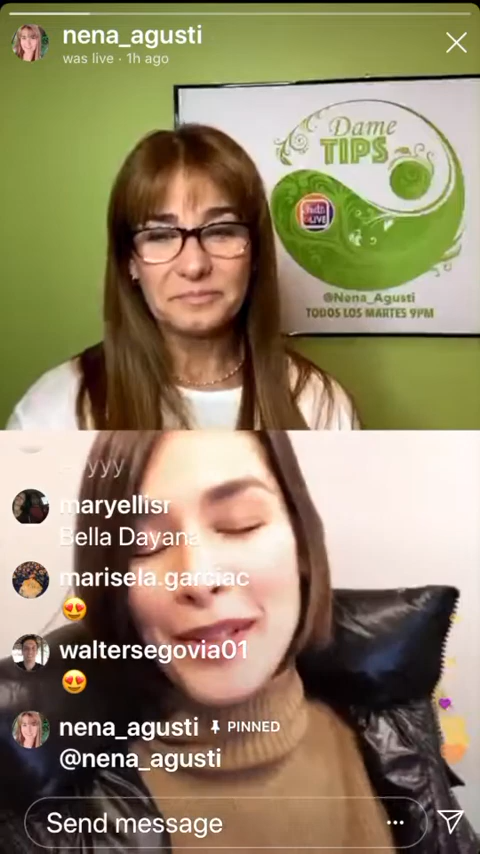 nena_agusti
was live · 1h ago
Dame
TIPS
LIVE
@Nena_Agusti
TODOS LOS MARTES 9PM
maryellisr
Bella Dayana
marisela.garciac
😍
waltersegovia01
😍
nena_agusti PINNED
@nena_agusti
Send message